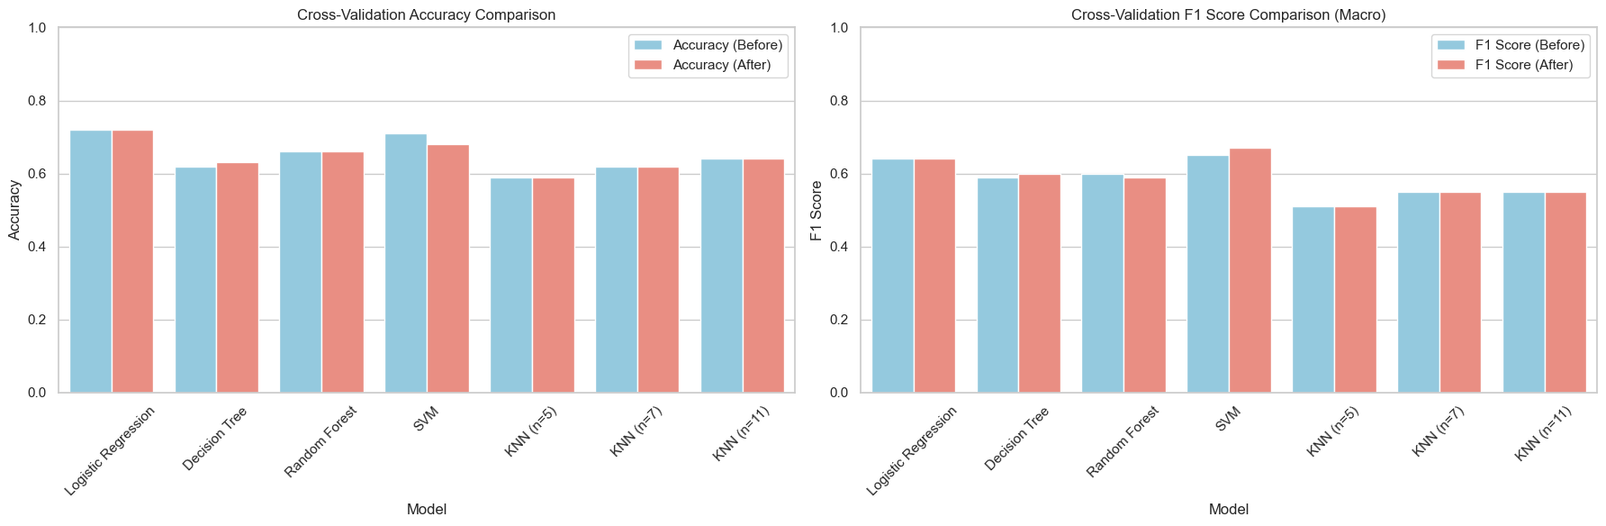 Cross-Validation Accuracy Comparison
1.0
0.8
0.6
0.4
0.2
0.0
Accuracy
Accuracy (Before)
Accuracy (After)
Logistic Regression
Decision Tree
Random Forest
SVM
KNN (n=5)
KNN (n=7)
KNN (n=11)
Model
Cross-Validation F1 Score Comparison (Macro)
1.0
0.8
0.6
0.4
0.2
0.0
F1 Score
F1 Score (Before)
F1 Score (After)
Logistic Regression
Decision Tree
Random Forest
SVM
KNN (n=5)
KNN (n=7)
KNN (n=11)
Model